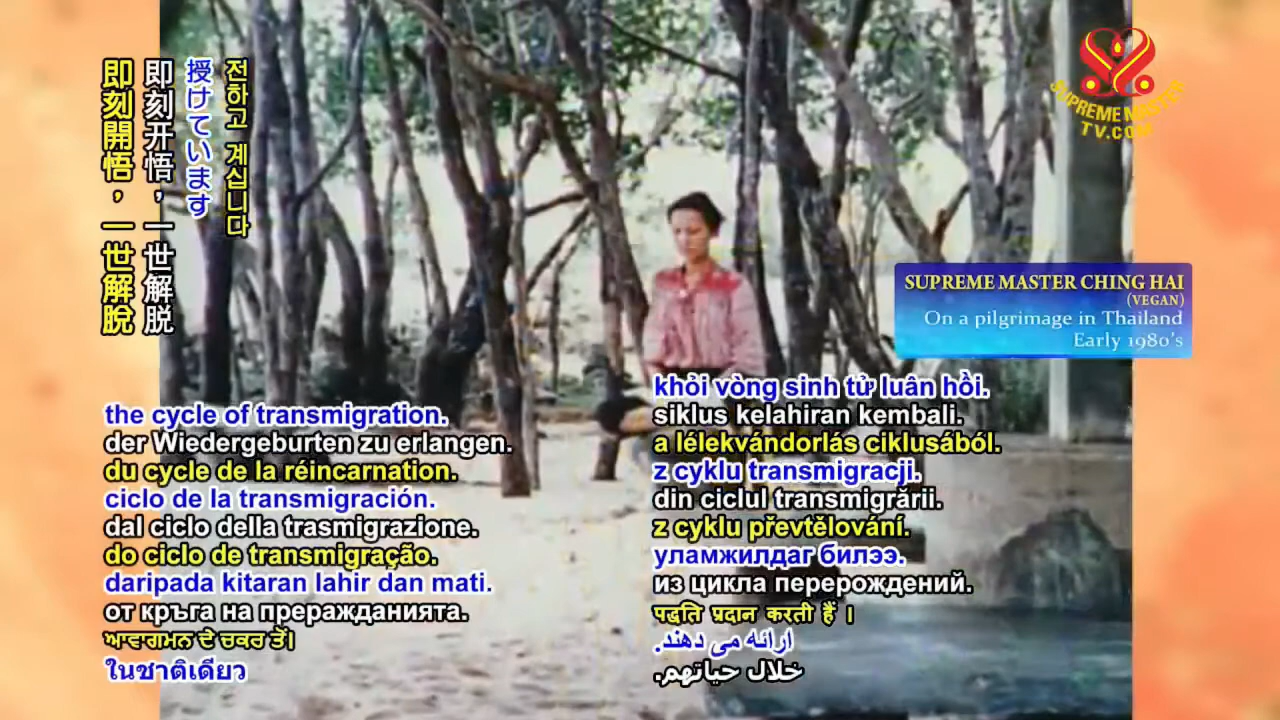 即刻開悟，一世解脫
即刻开悟，一世解脱
授けています
전하고 계십니다
SUPREME MASTER
TV.COM
SUPREME MASTER CHING HAI
(VEGAN)
On a pilgrimage in Thailand
Early 1980's
the cycle of transmigration.
der Wiedergeburten zu erlangen.
du cycle de la réincarnation.
ciclo de la transmigración.
dal ciclo della trasmigrazione.
do ciclo de transmigração.
daripada kitaran lahir dan mati.
от кръга на преражданията.
ਆਵਾਗਮਨ ਦੇ ਚਕਰ ਤੋਂ।
ในชาติเดียว
khỏi vòng sinh tử luân hồi.
siklus kelahiran kembali.
a lélekvándorlás ciklusából.
z cyklu transmigracji.
din ciclul transmigrării.
z cyklu převtělování.
уламжилдаг билээ.
из цикла перерождений.
पद्धति प्रदान करती हैं ।
ارائه می دهند.
خلال حياتهم.